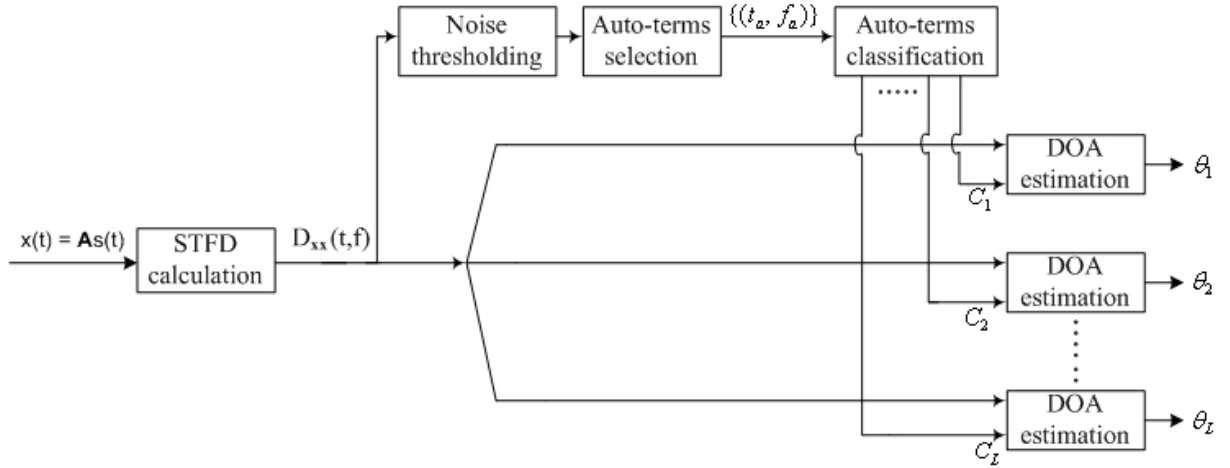 Noise
thresholding
Auto-terms
selection
{(tₐ, fₐ)}
Auto-terms
classification
.....
DOA
estimation
θ₁
C₁
x(t) = As(t)
STFD
calculation
Dₓₓ(t,f)
DOA
estimation
θ₂
C₂
DOA
estimation
θ_L
C_L